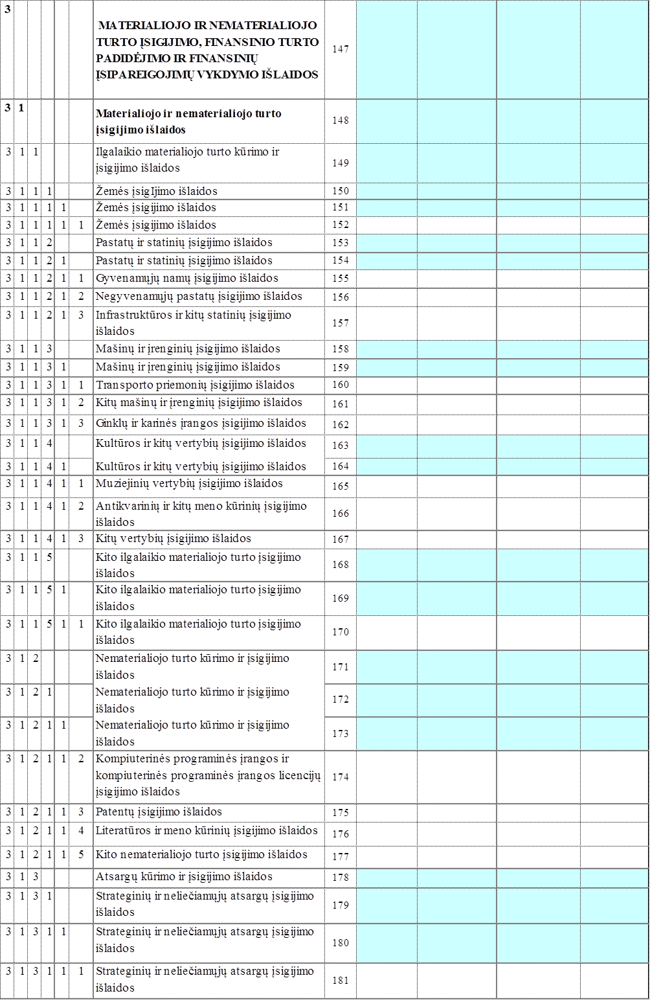 3
MATERIALIOJO IR NEMATERIALIOJO
TURTO ĮSIGIJIMO, FINANSINIO TURTO
PADIDĖJIMO IR FINANSINIŲ
ĮSIPAREIGOJIMŲ VYKDYMO IŠLAIDOS
147
3 1 Materialiojo ir nematerialiojo turto
įsigijimo išlaidos
148
3 1 1 Ilgalaikio materialiojo turto kūrimo ir
įsigijimo išlaidos
149
3 1 1 1 Žemės įsigIjimo išlaidos 150
3 1 1 1 1 Žemės įsigijimo išlaidos 151
3 1 1 1 1 1 Žemės įsigijimo išlaidos 152
3 1 1 2 Pastatų ir statinių įsigijimo išlaidos 153
3 1 1 2 1 Pastatų ir statinių įsigijimo išlaidos 154
3 1 1 2 1 1 Gyvenamųjų namų įsigijimo išlaidos 155
3 1 1 2 1 2 Negyvenamųjų pastatų įsigijimo išlaidos 156
3 1 1 2 1 3 Infrastruktūros ir kitų statinių įsigijimo
išlaidos
157
3 1 1 3 Mašinų ir įrenginių įsigijimo išlaidos 158
3 1 1 3 1 Mašinų ir įrenginių įsigijimo išlaidos 159
3 1 1 3 1 1 Transporto priemonių įsigijimo išlaidos 160
3 1 1 3 1 2 Kitų mašinų ir įrenginių įsigijimo išlaidos 161
3 1 1 3 1 3 Ginklų ir karinės įrangos įsigijimo išlaidos 162
3 1 1 4 Kultūros ir kitų vertybių įsigijimo išlaidos 163
3 1 1 4 1 Kultūros ir kitų vertybių įsigijimo išlaidos 164
3 1 1 4 1 1 Muziejinių vertybių įsigijimo išlaidos 165
3 1 1 4 1 2 Antikvarinių ir kitų meno kūrinių įsigijimo
išlaidos
166
3 1 1 4 1 3 Kitų vertybių įsigijimo išlaidos 167
3 1 1 5 Kito ilgalaikio materialiojo turto įsigijimo
išlaidos
168
3 1 1 5 1 Kito ilgalaikio materialiojo turto įsigijimo
išlaidos
169
3 1 1 5 1 1 Kito ilgalaikio materialiojo turto įsigijimo
išlaidos
170
3 1 2 Nematerialiojo turto kūrimo ir įsigijimo
išlaidos
171
3 1 2 1 Nematerialiojo turto kūrimo ir įsigijimo
išlaidos
172
3 1 2 1 1 Nematerialiojo turto kūrimo ir įsigijimo
išlaidos
173
3 1 2 1 1 2 Kompiuterinės programinės įrangos ir
kompiuterinės programinės įrangos licencijų
įsigijimo išlaidos
174
3 1 2 1 1 3 Patentų įsigijimo išlaidos 175
3 1 2 1 1 4 Literatūros ir meno kūrinių įsigijimo išlaidos 176
3 1 2 1 1 5 Kito nematerialiojo turto įsigijimo išlaidos 177
3 1 3 Atsargų kūrimo ir įsigijimo išlaidos 178
3 1 3 1 Strateginių ir neliečiamųjų atsargų įsigijimo
išlaidos
179
3 1 3 1 1 Strateginių ir neliečiamųjų atsargų įsigijimo
išlaidos
180
3 1 3 1 1 1 Strateginių ir neliečiamųjų atsargų įsigijimo
išlaidos
181